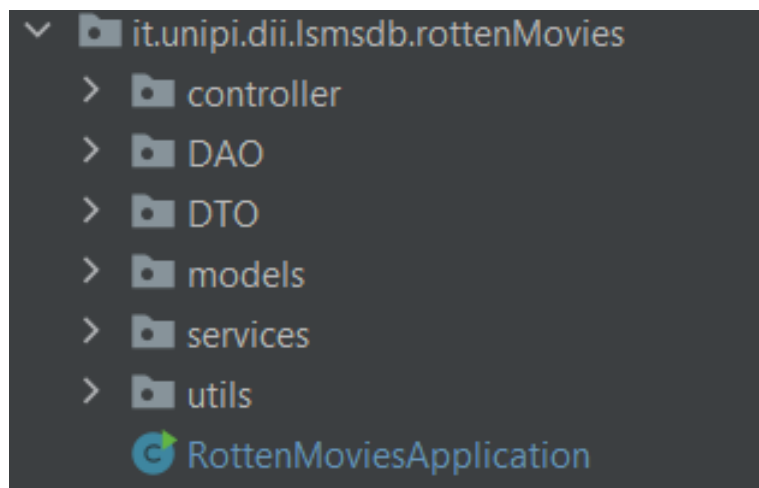 it.unipi.dii.lsmsdb.rottenMovies
controller
DAO
DTO
models
services
utils
RottenMoviesApplication